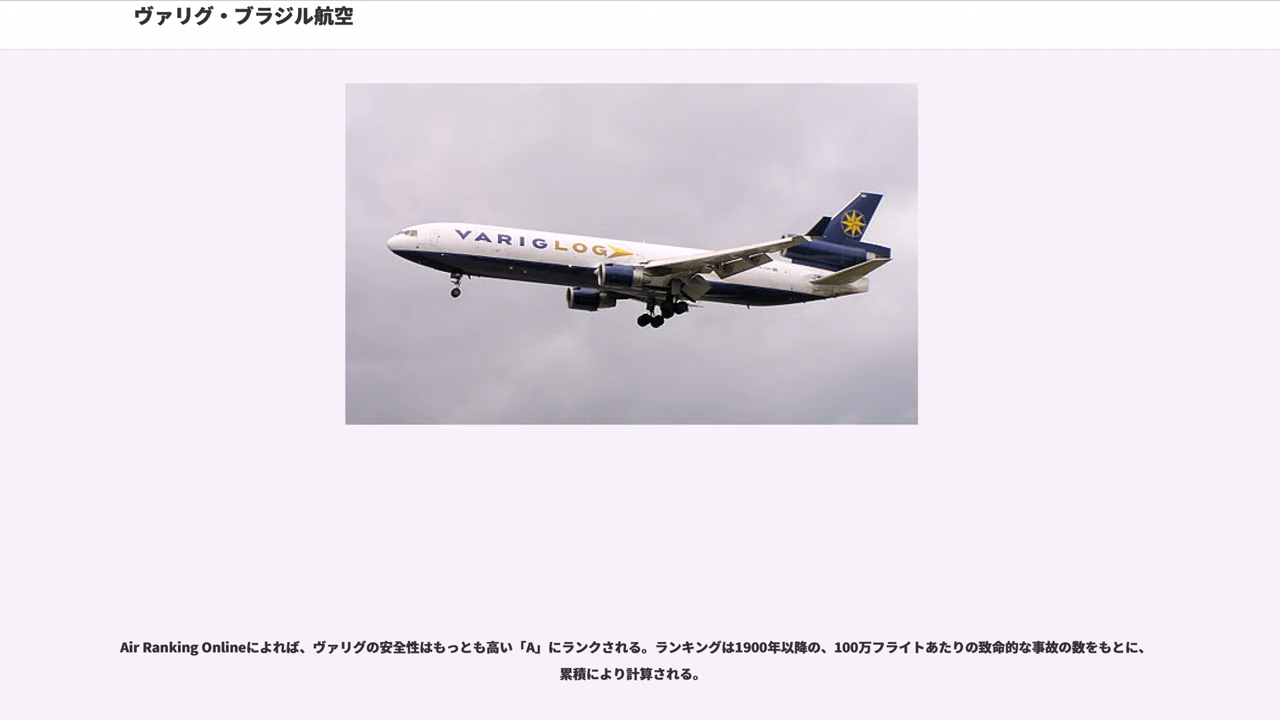 ヴァリグ・ブラジル航空
VARIGLOG
Air Ranking Onlineによれば、ヴァリグの安全性はもっとも高い「A」にランクされる。ランキングは1900年以降の、100万フライトあたりの致命的な事故の数をもとに、
累積により計算される。